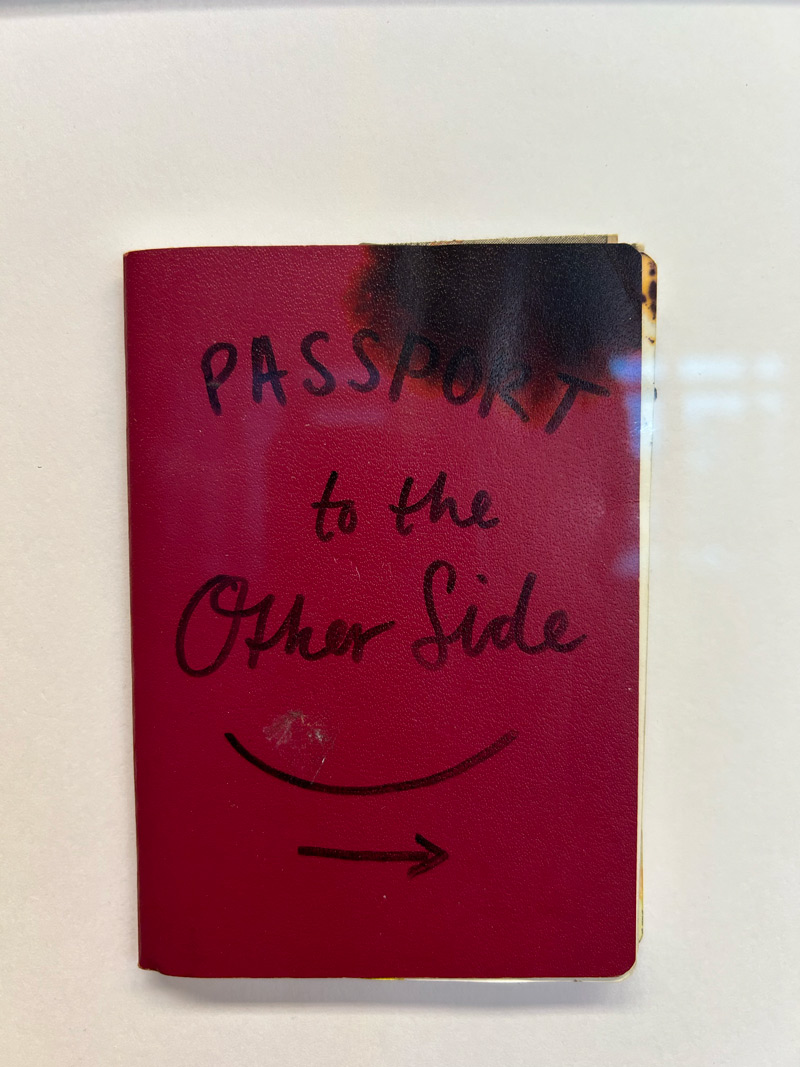 PASSPORT
to the
Other Side